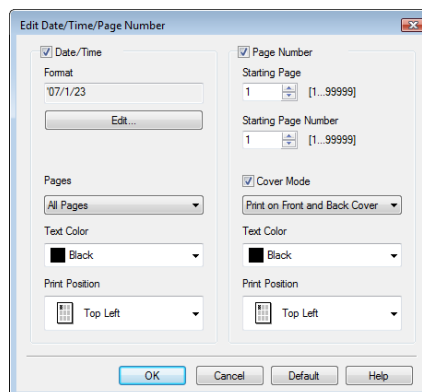 Edit Date/Time/Page Number
Date/Time
Format
'07/1/23
Edit...
Pages
All Pages
Text Color
Black
Print Position
Top Left
Page Number
Starting Page
1 [1...99999]
Starting Page Number
1 [1...99999]
Cover Mode
Print on Front and Back Cover
Text Color
Black
Print Position
Top Left
OK Cancel Default Help